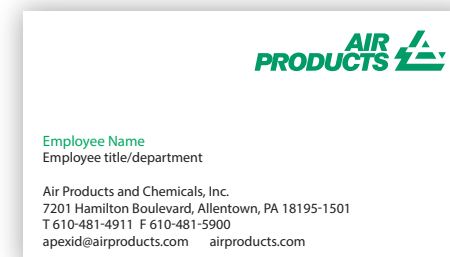 AIR
PRODUCTS
Employee Name
Employee title/department
Air Products and Chemicals, Inc.
7201 Hamilton Boulevard, Allentown, PA 18195-1501
T 610-481-4911 F 610-481-5900
apexid@airproducts.com airproducts.com